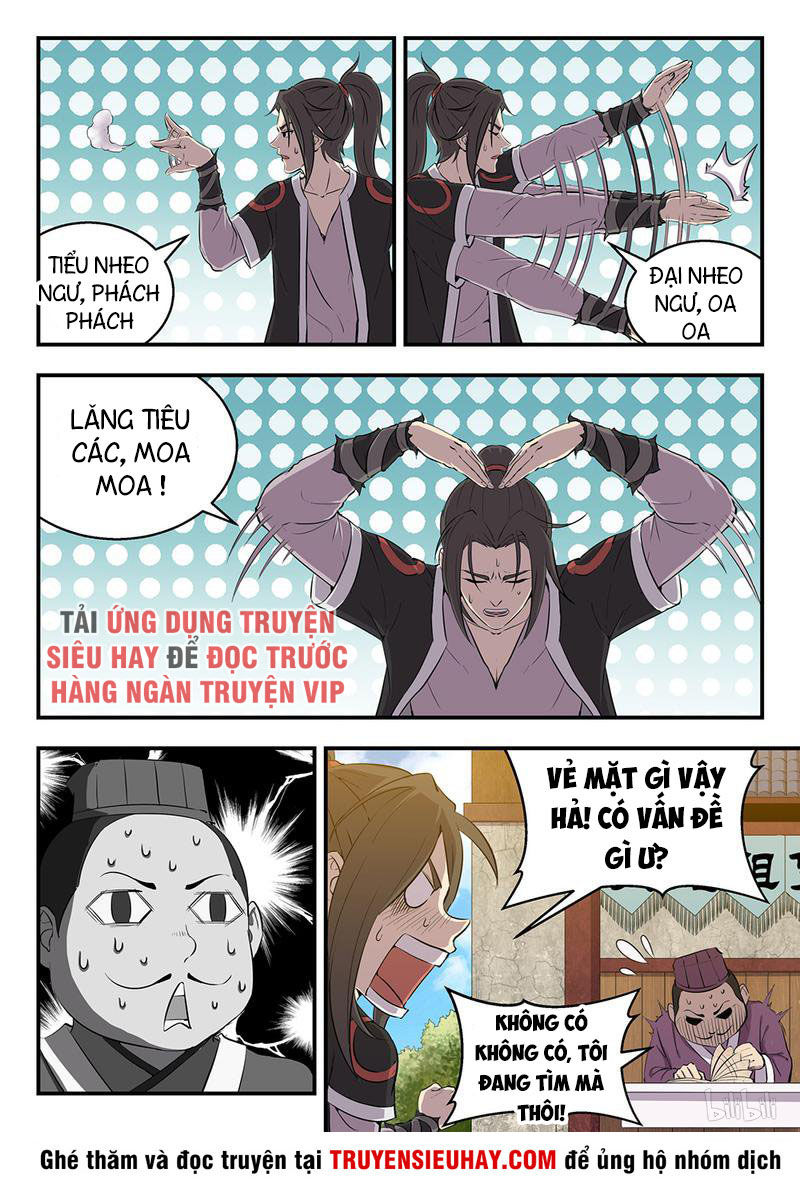 TIỂU NHEO
NGƯ, PHÁCH
PHÁCH
ĐẠI NHEO
NGƯ, OA
OA
LĂNG TIÊU
CÁC, MOA
MOA !
TẢI ỨNG DỤNG TRUYỆN
SIÊU HAY ĐỂ ĐỌC TRƯỚC
HÀNG NGÀN TRUYỆN VIP
VẺ MẶT GÌ VẬY
HẢ! CÓ VẤN ĐỀ
GÌ Ư?
KHÔNG CÓ
KHÔNG CÓ, TÔI
ĐANG TÌM MÀ
THÔI!
bilibili
Ghé thăm và đọc truyện tại TRUYENSIEUHAY.COM để ủng hộ nhóm dịch